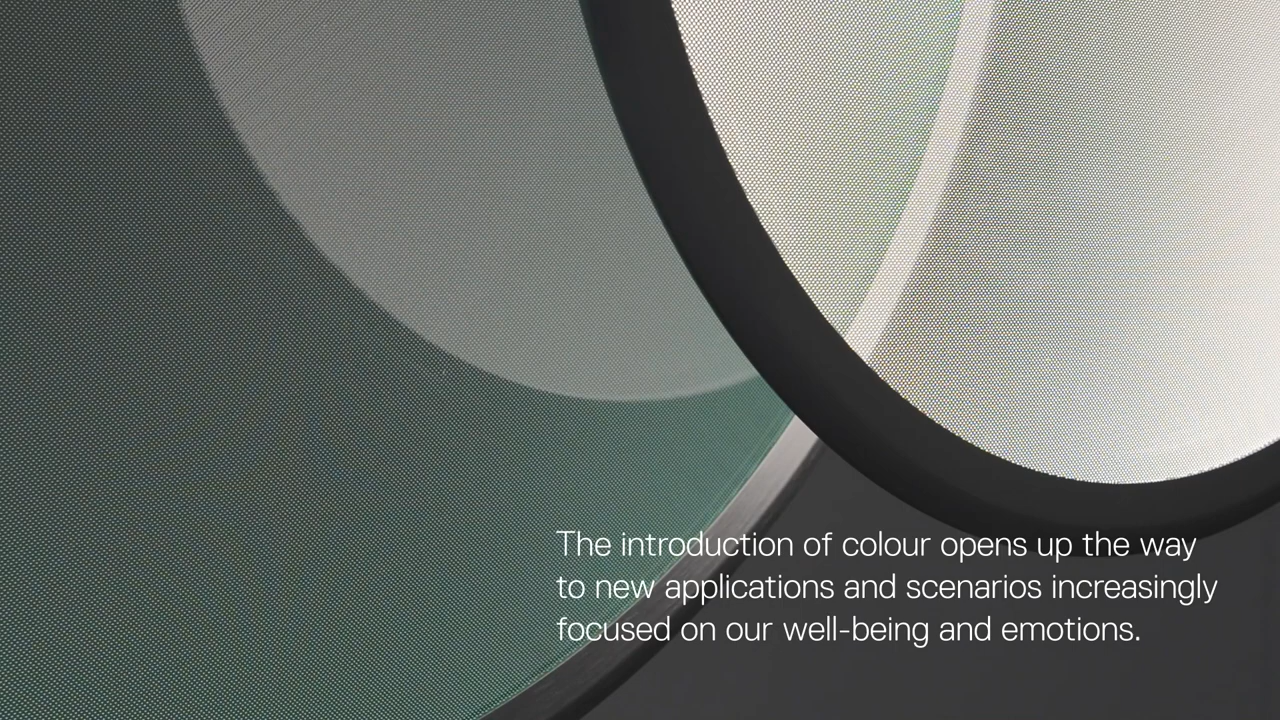 The introduction of colour opens up the way
to new applications and scenarios increasingly
focused on our well-being and emotions.